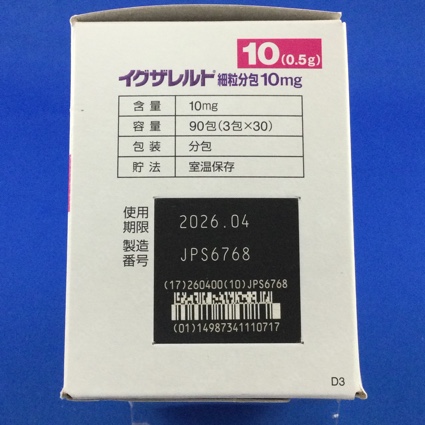 10(0.5g)
イグザレルト細粒分包10mg
含量 10mg
容量 90包(3包×30)
包装 分包
貯法 室温保存
使用期限 2026.04
製造番号 JPS6768
(17)260400(10)JPS6768
(01)14987341110717
D3